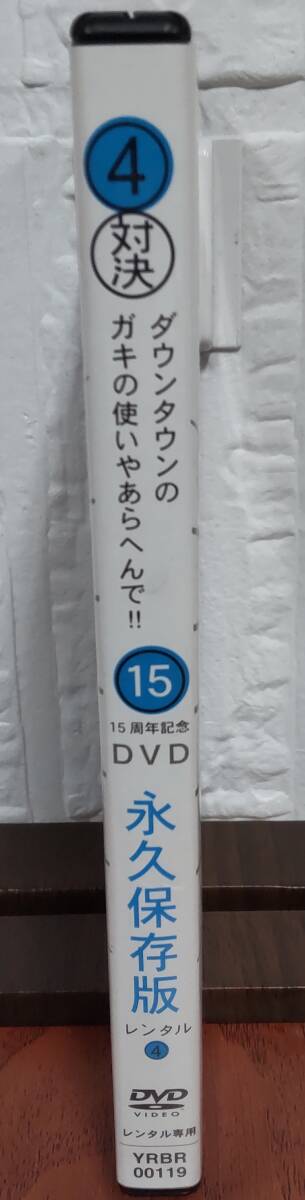 4
対決
ダウンタウンの
ガキの使いやあらへんで!!
15
15周年記念
DVD
永久保存版
レンタル
4
DVD
VIDEO
レンタル専用
YRBR
00119